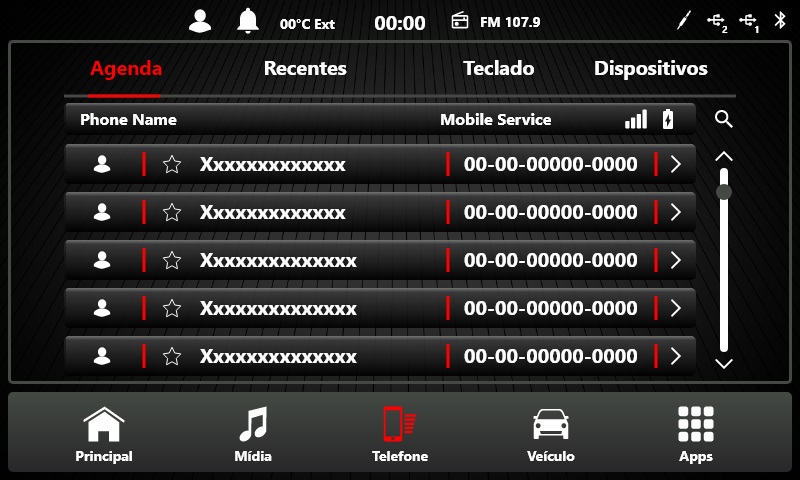 00°C Ext 00:00 FM 107.9 2 1
Agenda Recentes Teclado Dispositivos
Phone Name Mobile Service
Xxxxxxxxxxxxx 00-00-00000-0000
Xxxxxxxxxxxxx 00-00-00000-0000
Xxxxxxxxxxxxxx 00-00-00000-0000
Xxxxxxxxxxxxxx 00-00-00000-0000
Xxxxxxxxxxxxxx 00-00-00000-0000
Principal Mídia Telefone Veículo Apps